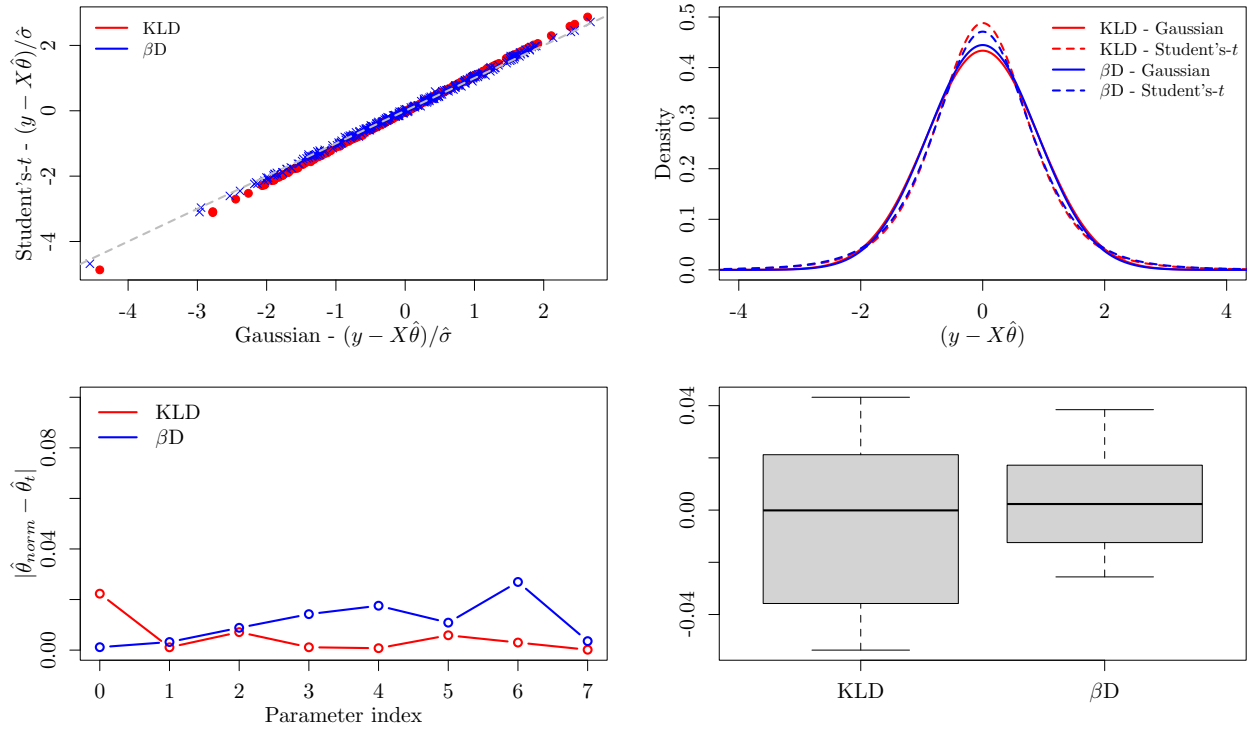 KLD
βD
Student's-t - (y − Xθ̂)/σ̂
-4 -2 0 2
-4 -3 -2 -1 0 1 2
Gaussian - (y − Xθ̂)/σ̂
KLD - Gaussian
KLD - Student's-t
βD - Gaussian
βD - Student's-t
Density
0.0 0.1 0.2 0.3 0.4 0.5
-4 -2 0 2 4
(y − Xθ̂)
KLD
βD
|θ̂norm − θ̂t|
0.00 0.04 0.08
0 1 2 3 4 5 6 7
Parameter index
-0.04 0.00 0.04
KLD βD